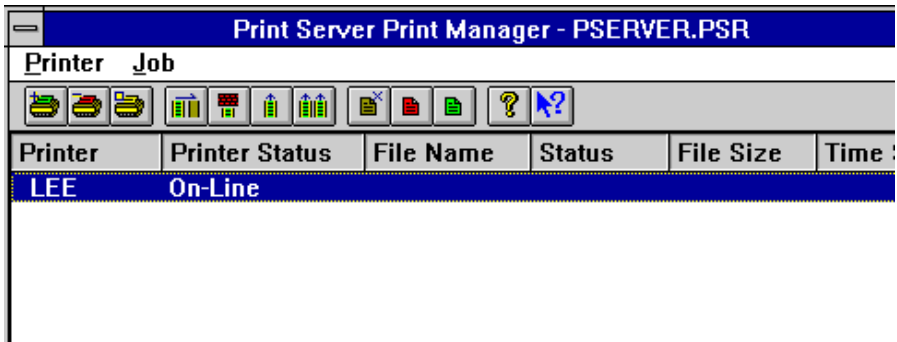 Print Server Print Manager - PSERVER.PSR
Printer Job
Printer Printer Status File Name Status File Size Time
LEE On-Line